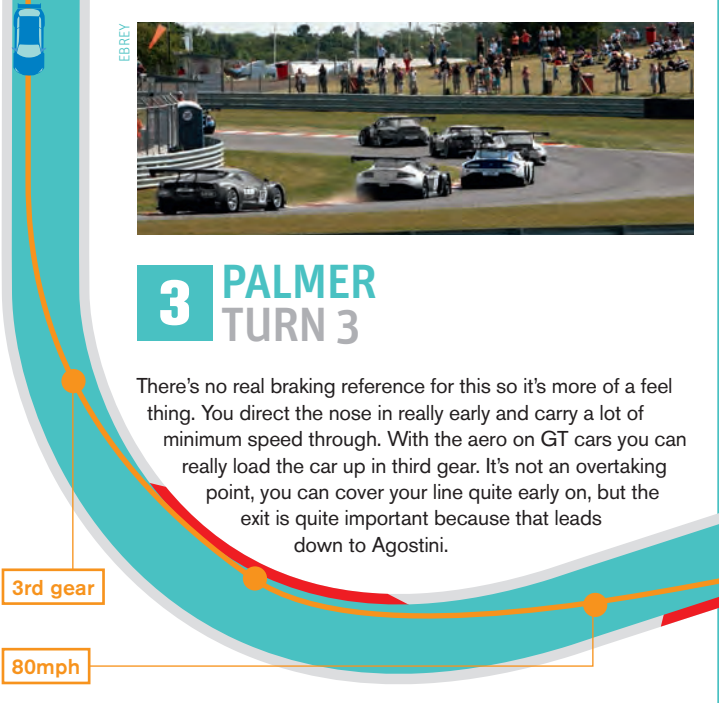 EBREY
3 PALMER
TURN 3
There's no real braking reference for this so it's more of a feel
thing. You direct the nose in really early and carry a lot of
minimum speed through. With the aero on GT cars you can
really load the car up in third gear. It's not an overtaking
point, you can cover your line quite early on, but the
exit is quite important because that leads
down to Agostini.
3rd gear
80mph